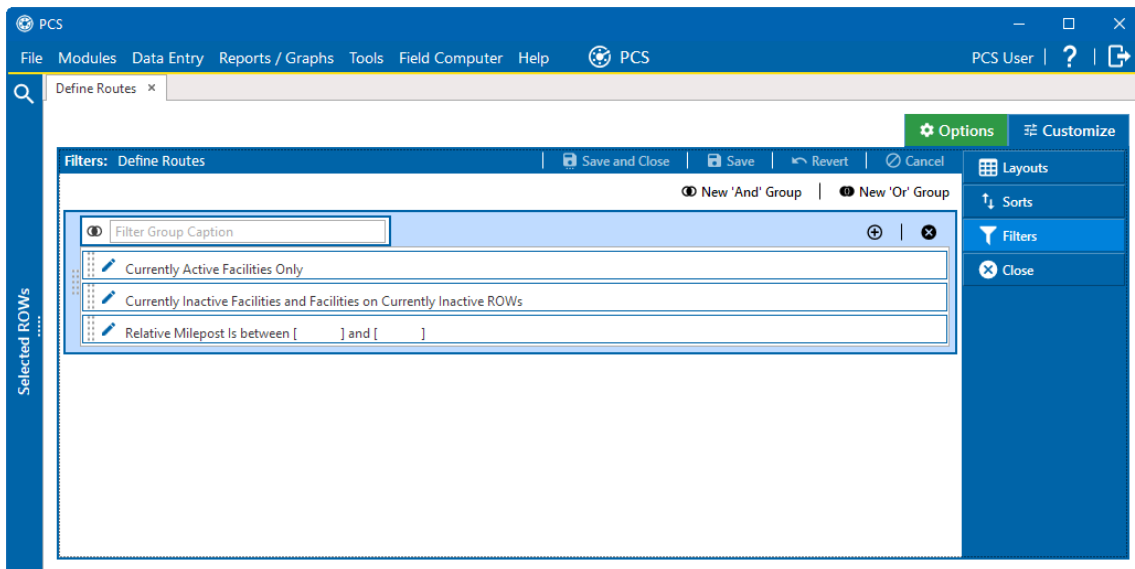 PCS
File Modules Data Entry Reports / Graphs Tools Field Computer Help PCS PCS User | ? |
Define Routes ×
Options Customize
Filters: Define Routes | Save and Close | Save | Revert | Cancel
Layouts
New 'And' Group | New 'Or' Group
Sorts
Filter Group Caption
Filters
Currently Active Facilities Only
Close
Currently Inactive Facilities and Facilities on Currently Inactive ROWs
Relative Milepost Is between [ ] and [ ]
Selected ROWs